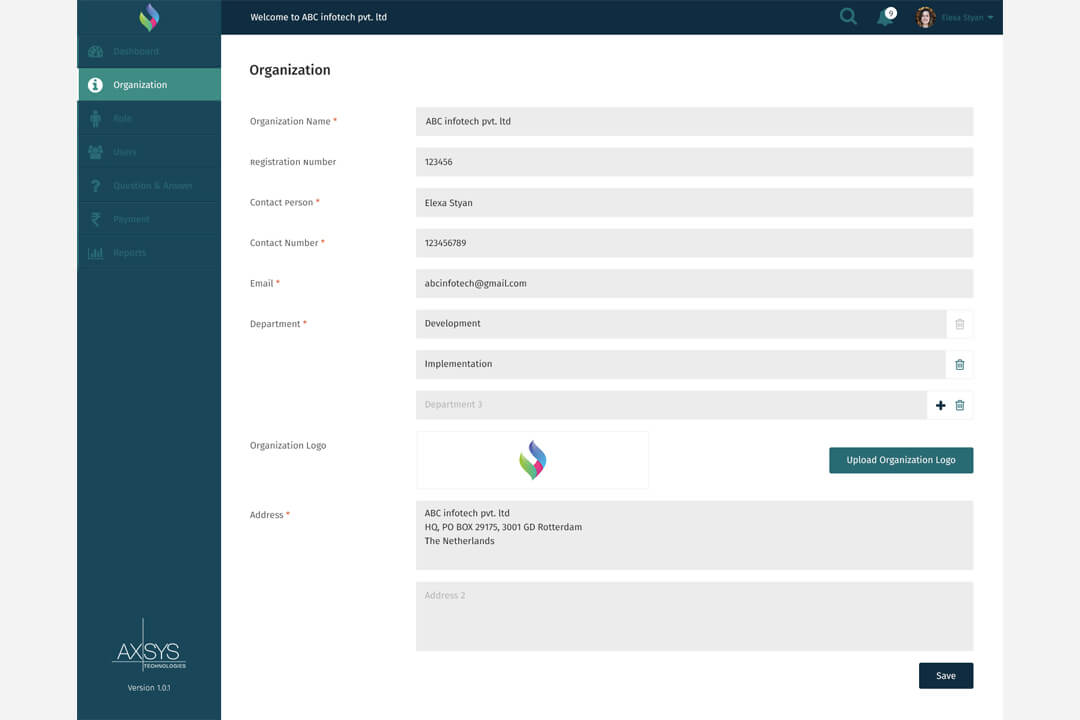 Welcome to ABC infotech pvt. ltd
9
Elexa Styan
Dashboard
Organization
Role
Users
Question & Answer
Payment
Reports
AXSYS
TECHNOLOGIES
Version 1.0.1
Organization
Organization Name *
ABC infotech pvt. ltd
Registration Number
123456
Contact Person *
Elexa Styan
Contact Number *
123456789
Email *
abcinfotech@gmail.com
Department *
Development
Implementation
Department 3
Organization Logo
Upload Organization Logo
Address *
ABC infotech pvt. ltd
HQ, PO BOX 29175, 3001 GD Rotterdam
The Netherlands
Address 2
Save